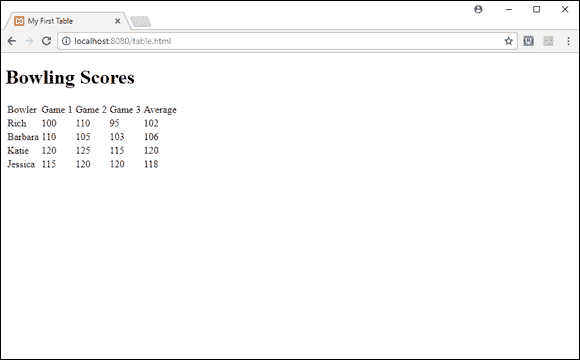 My First Table
localhost:8080/table.html
Bowling Scores
Bowler Game 1 Game 2 Game 3 Average
Rich 100 110 95 102
Barbara 110 105 103 106
Katie 120 125 115 120
Jessica 115 120 120 118